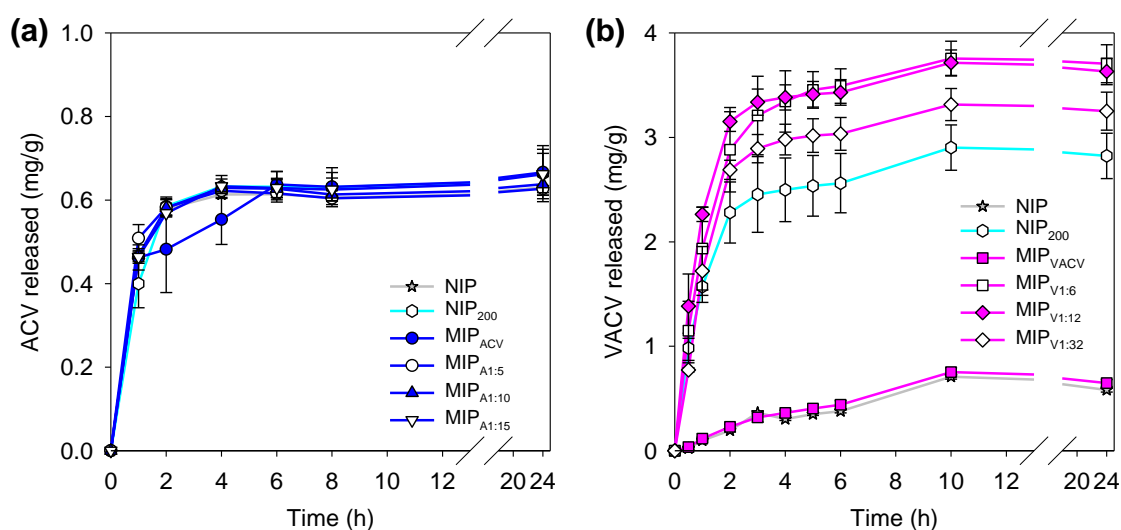 (a)
ACV released (mg/g)
1.0
0.8
0.6
0.4
0.2
0.0
0 2 4 6 8 10 12 20 24
Time (h)
NIP
NIP200
MIPACV
MIPA1:5
MIPA1:10
MIPA1:15
(b)
VACV released (mg/g)
4
3
2
1
0
0 2 4 6 8 10 12 20 24
Time (h)
NIP
NIP200
MIPVACV
MIPV1:6
MIPV1:12
MIPV1:32